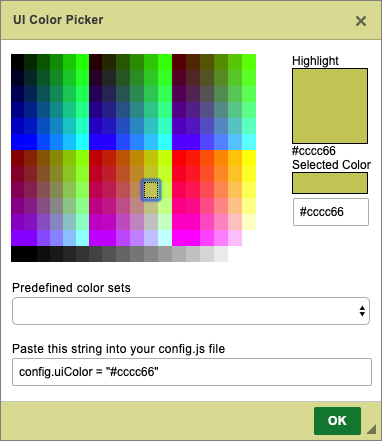 UI Color Picker
Highlight
#cccc66
Selected Color
#cccc66
Predefined color sets
Paste this string into your config.js file
config.uiColor = "#cccc66"
OK